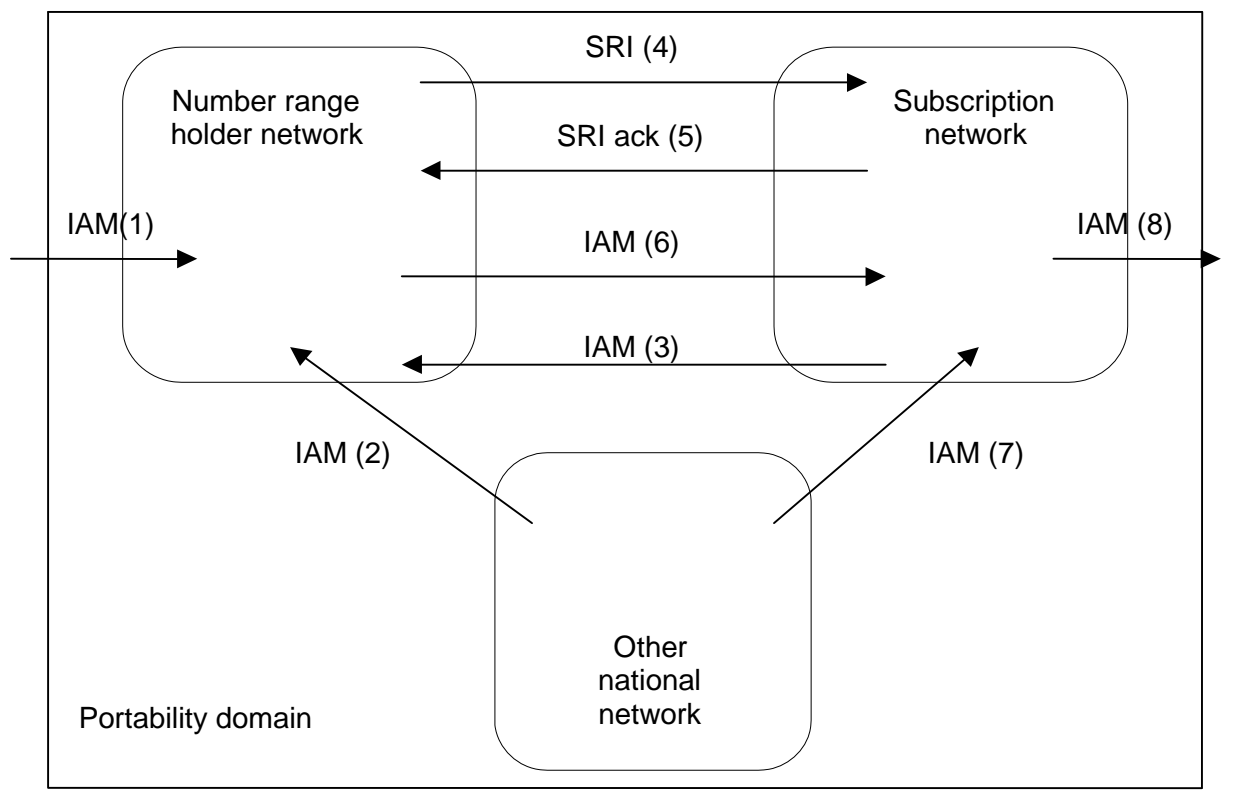 SRI (4)
Number range
holder network
Subscription
network
SRI ack (5)
IAM(1)
IAM (6)
IAM (8)
IAM (3)
IAM (2)
IAM (7)
Other
national
network
Portability domain